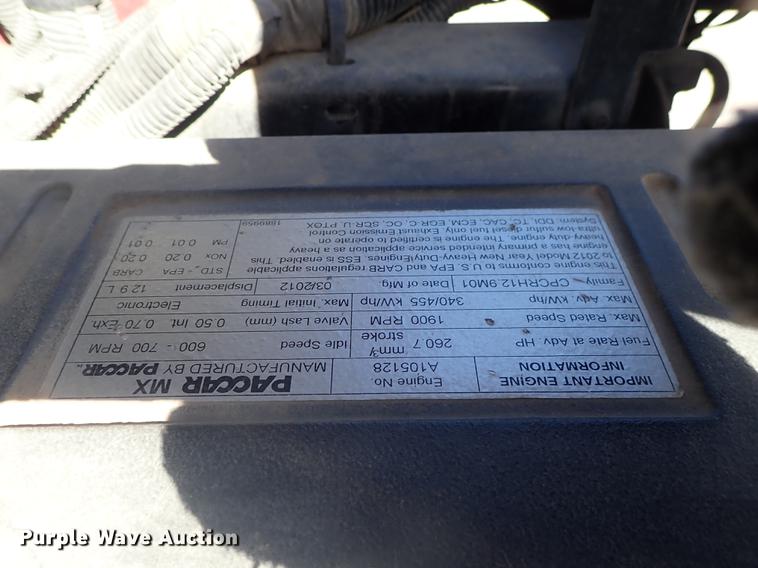 IMPORTANT ENGINE INFORMATION
Engine No.
A105128
PACCAR MX
MANUFACTURED BY PACCAR
Fuel Rate at Adv. HP
260.7 mm³ stroke
Idle Speed
600 - 700 RPM
Max. Rated Speed
1900 RPM
Valve Lash (mm)
0.50 Int. 0.70 Exh.
Max Adv. kW/hp
340/455 kW/hp
Max. Initial Timing
Electronic
Family CPCRH12.9M01
Date of Mfg
03/2012
Displacement
12.9 L
This engine conforms to U.S. EPA and CARB regulations applicable
to 2012 Model Year New Heavy-Duty Engines. ESS is enabled. This
engine has a primary intended service application as a heavy
heavy duty engine. The engine is certified to operate on
ultra low sulfur diesel fuel only. Exhaust Emission Control
System: DDI, TC, CAC, ECM, EGR-C, OC, SCR-U, PTOX
STD - EPA CARB
NOx 0.20 0.20
PM 0.01 0.01
1889959
Purple Wave Auction